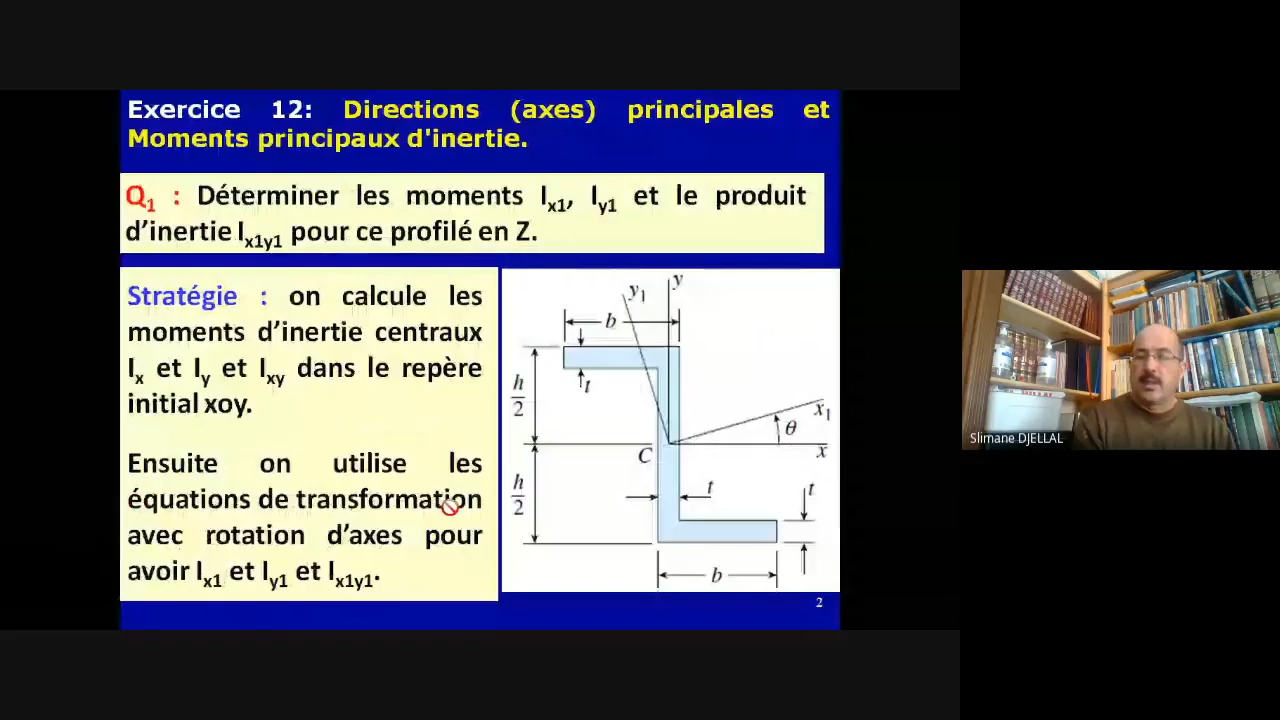 Exercice 12: Directions (axes) principales et
Moments principaux d'inertie.
Q1 : Déterminer les moments Ix1, Iy1 et le produit
d'inertie Ix1y1 pour ce profilé en Z.
Stratégie : on calcule les
moments d'inertie centraux
Ix et Iy et Ixy dans le repère
initial xoy.
Ensuite on utilise les
équations de transformation
avec rotation d'axes pour
avoir Ix1 et Iy1 et Ix1y1.
y1
y
b
t
h
2
x1
θ
C
x
h
2
t
t
b
2
Slimane DJELLAL